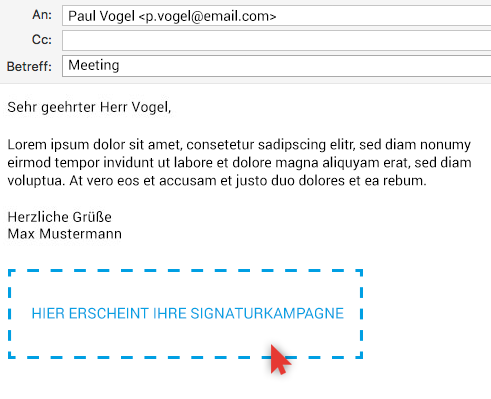 An: Paul Vogel <p.vogel@email.com>
Cc:
Betreff: Meeting
Sehr geehrter Herr Vogel,
Lorem ipsum dolor sit amet, consetetur sadipscing elitr, sed diam nonumy
eirmod tempor invidunt ut labore et dolore magna aliquyam erat, sed diam
voluptua. At vero eos et accusam et justo duo dolores et ea rebum.
Herzliche Grüße
Max Mustermann
HIER ERSCHEINT IHRE SIGNATURKAMPAGNE